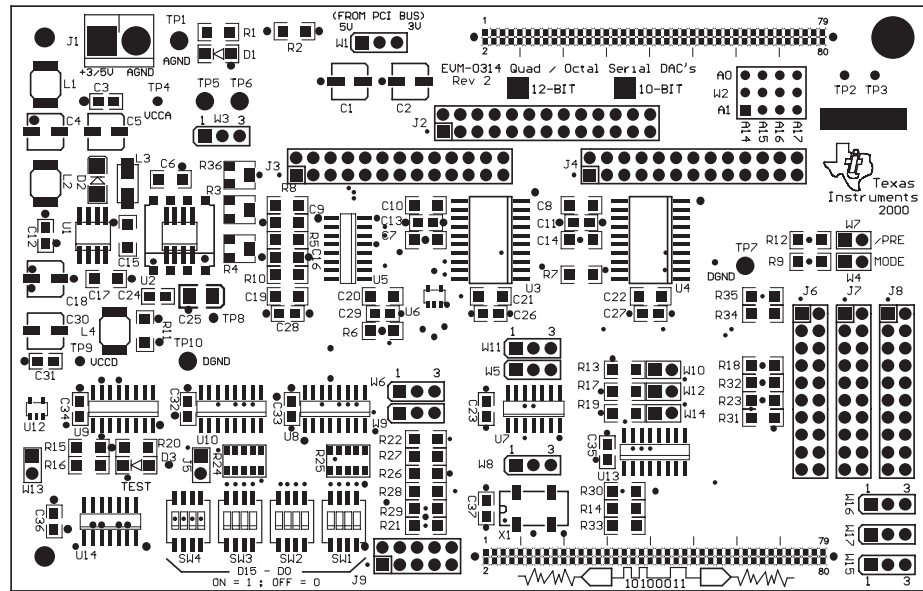 J1
TP1
R1
R2
(FROM PCI BUS)
5V 3V
W1
1 79
2 80
+3/5V AGND
AGND
D1
EVM-0314 Quad / Octal Serial DAC's
Rev 2
12-BIT 10-BIT
L1
C3
TP4
VCCA
TP5 TP6
C1 C2
A0
W2
A1
A14 A15 A16 A17
TP2 TP3
C4 C5
1 W3 3
J2
L2 D2 L3 C6
R36
R3
J3
R8
J4
Texas
Instruments
2000
U1
C12
C15
R4
R10
C9
R5
C16
U5
C10
C13
C7
U3
C8
C11
C14
R7
U4
TP7
DGND
R12 W7 /PRE
R9 W4 MODE
C18 C17 C24 U2
C25
TP8
C19
C28
C20
C29
U6
R6
C21
C26
C22
C27
R35
R34
J6 J7 J8
C30
L4
R11
C31
TP9
VCCD
TP10
DGND
W11
1 3
W5
R13 W10
R17 W12
R19 W14
R18
R32
R23
R31
C34
U9
C32
U10
C33
U8
W6
1 3
W9
C23
U7
U12
R15
R16
R20
D3
TEST
J5
R24
R25
R22
R27
R26
R28
R29
R21
W8
1 3
C35
U13
W13
C36
U14
SW4 SW3 SW2 SW1
C37
X1
R30
R14
R33
1 3
W16
W17
W15
1 3
D15 - D0
ON = 1 ; OFF = 0
J9
1 79
2 80
10100011